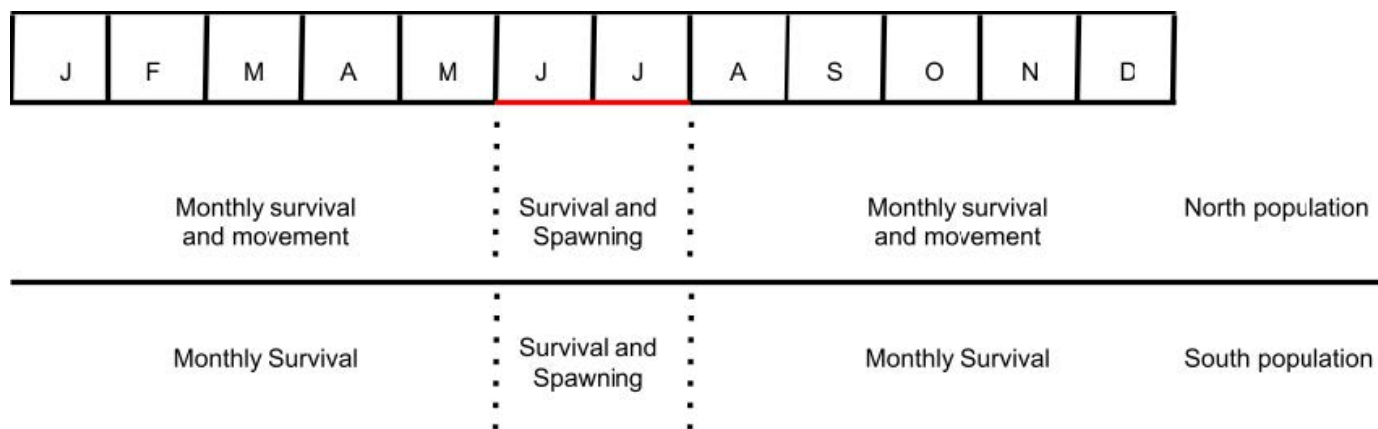 J F M A M J J A S O N D
Monthly survival and movement
Survival and Spawning
Monthly survival and movement
North population
Monthly Survival
Survival and Spawning
Monthly Survival
South population